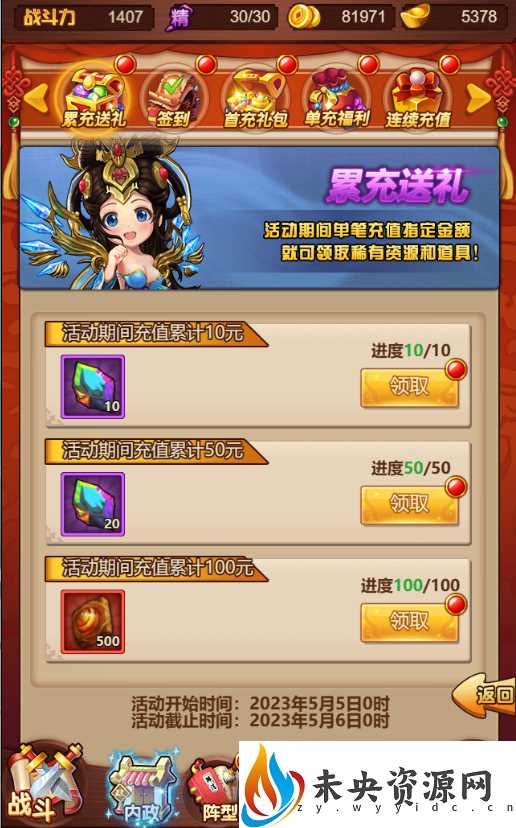 战斗力 1407 精 30/30 81971 5378
累充送礼 签到 首充礼包 单充福利 连续充值
累充送礼
活动期间单笔充值指定金额
就可领取稀有资源和道具!
活动期间充值累计10元
进度10/10
10
领取
活动期间充值累计50元
进度50/50
20
领取
活动期间充值累计100元
进度100/100
500
领取
返回
活动开始时间：2023年5月5日0时
活动截止时间：2023年5月6日0时
战斗 内政 阵型
未央资源网
zy.wyyidc.cn